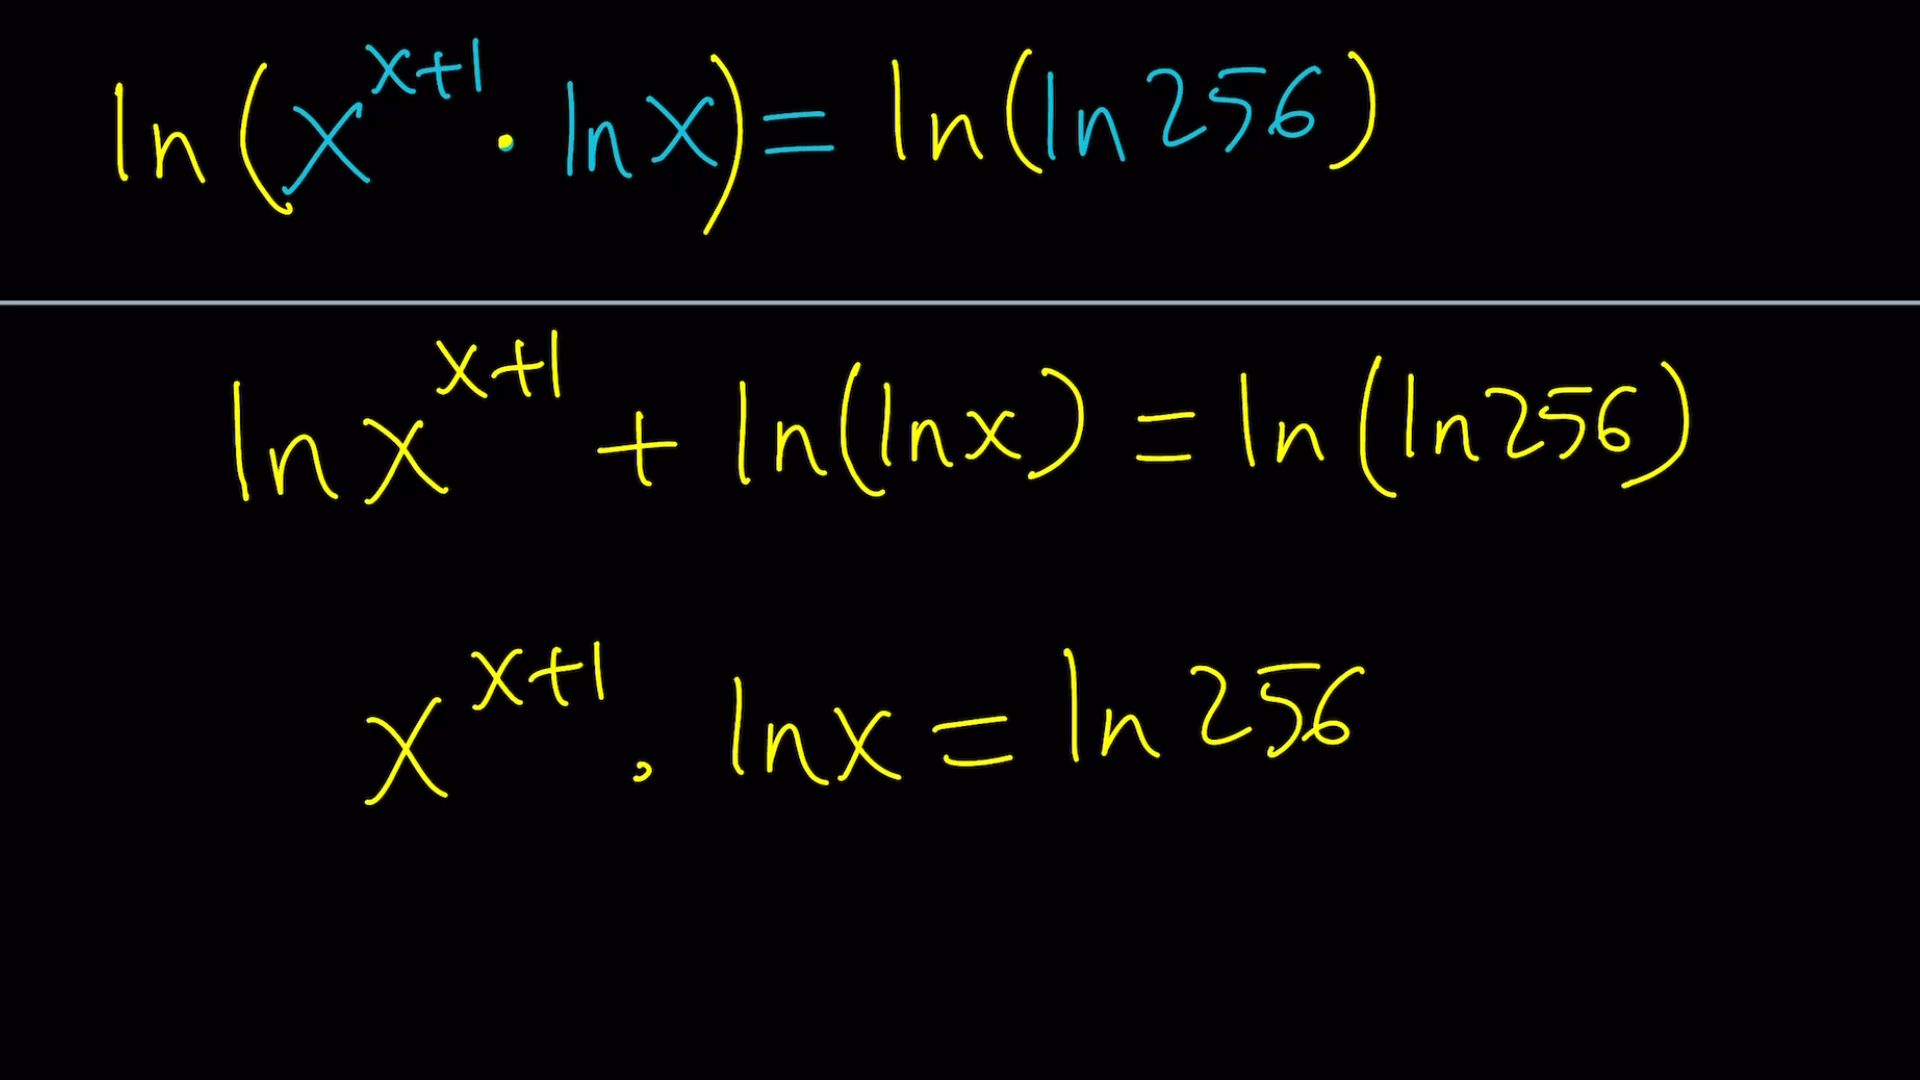 ln(x^{x+1} · ln x) = ln(ln 256)
ln x^{x+1} + ln(ln x) = ln(ln 256)
x^{x+1} · ln x = ln 256